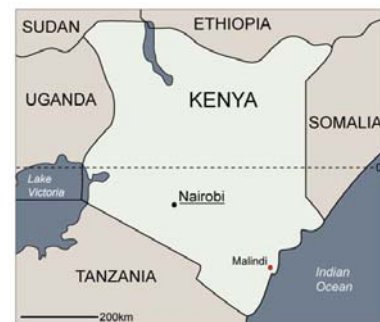 SUDAN
ETHIOPIA
UGANDA
KENYA
SOMALIA
Lake
Victoria
Nairobi
Malindi
TANZANIA
Indian
Ocean
200km